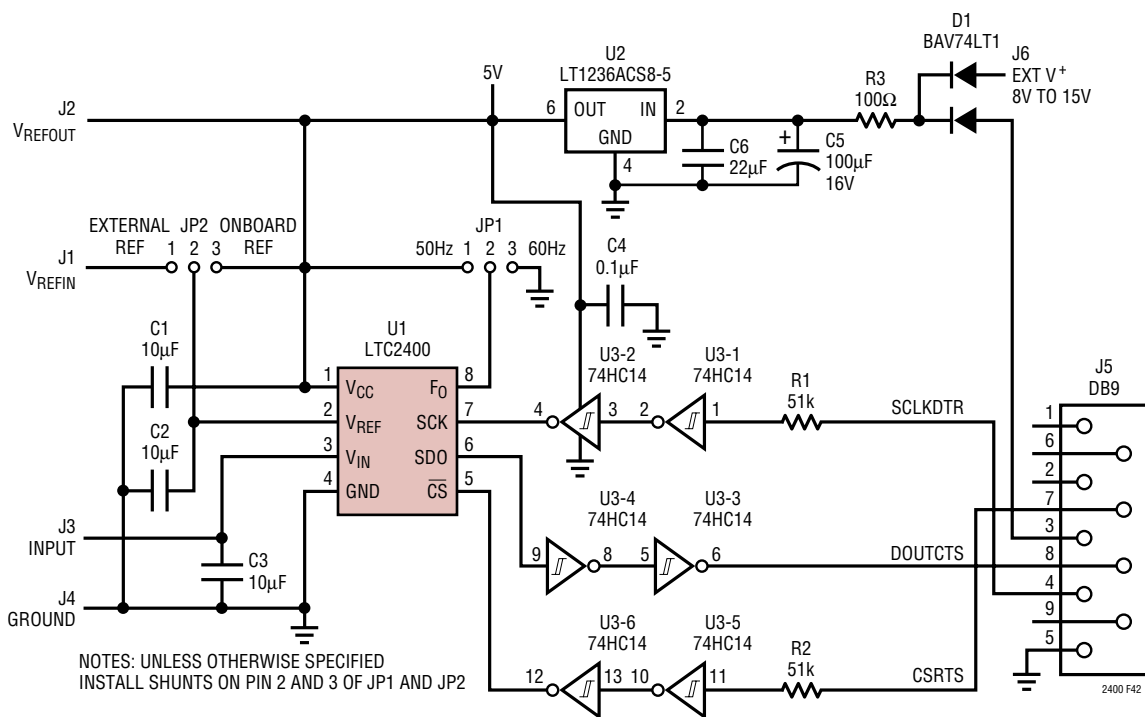 D1
BAV74LT1
J6
EXT V+
8V TO 15V
U2
LT1236ACS8-5
5V
R3
100Ω
J2
VREFOUT
6
OUT
IN
2
GND
4
+
C6
22µF
C5
100µF
16V
EXTERNAL
REF
JP2
ONBOARD
REF
1
2
3
JP1
50Hz
1
2
3
60Hz
C4
0.1µF
J1
VREFIN
C1
10µF
U1
LTC2400
U3-2
74HC14
U3-1
74HC14
R1
51k
SCLKDTR
J5
DB9
1
VCC
FO
8
2
VREF
SCK
7
3
VIN
SDO
6
4
GND
CS
5
4
3
2
1
C2
10µF
U3-4
74HC14
U3-3
74HC14
9
8
5
6
DOUTCTS
J3
INPUT
C3
10µF
J4
GROUND
U3-6
74HC14
U3-5
74HC14
R2
51k
12
13
10
11
CSRTS
1
6
2
7
3
8
4
9
5
NOTES: UNLESS OTHERWISE SPECIFIED
INSTALL SHUNTS ON PIN 2 AND 3 OF JP1 AND JP2
2400 F42